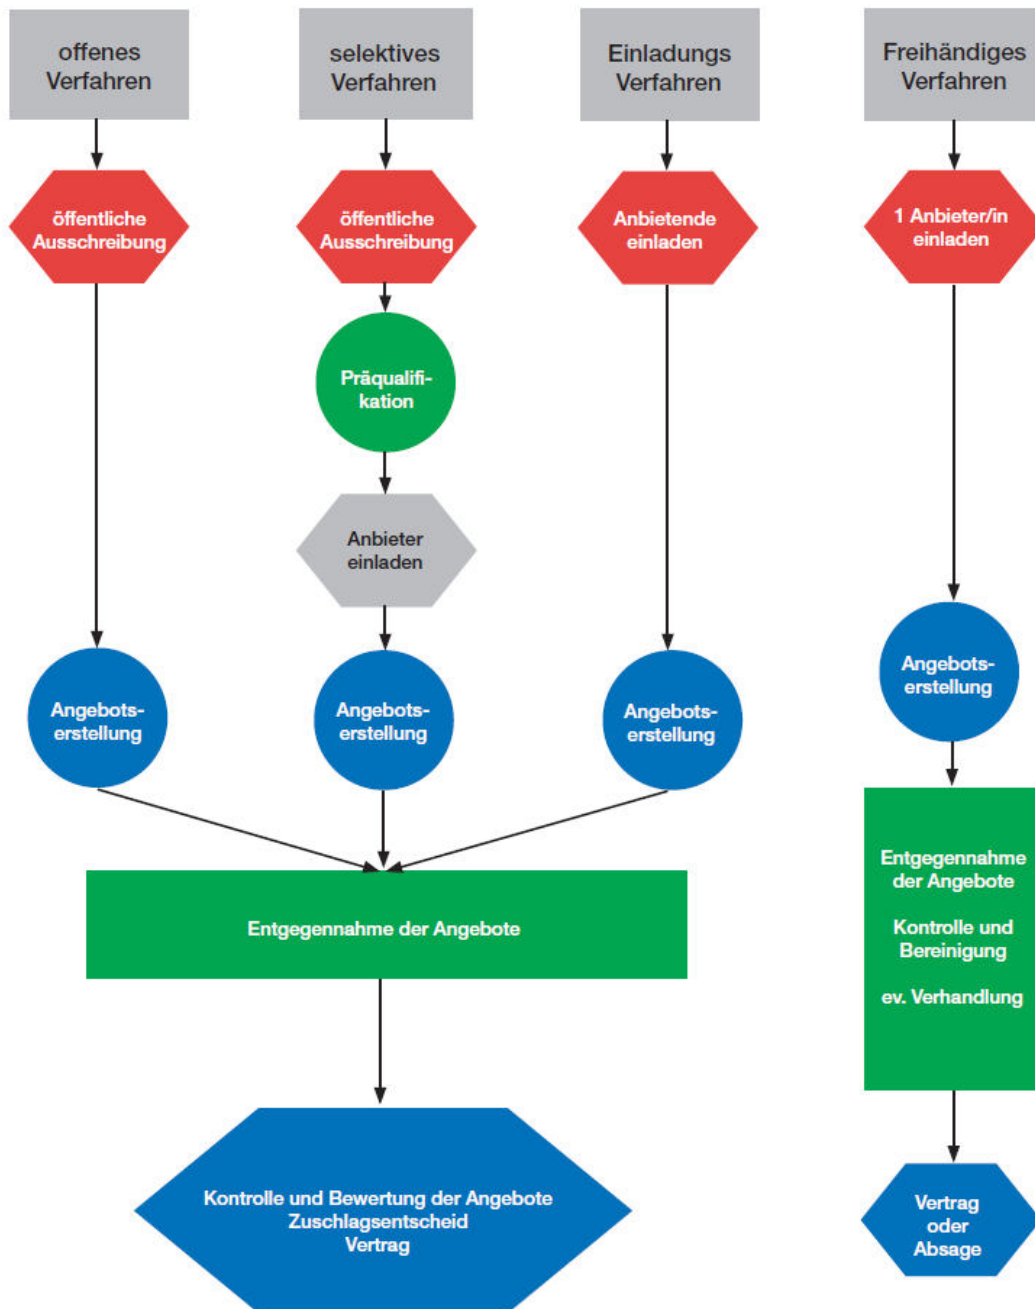 offenes
Verfahren
selektives
Verfahren
Einladungs
Verfahren
Freihändiges
Verfahren
öffentliche
Ausschreibung
öffentliche
Ausschreibung
Anbietende
einladen
1 Anbieter/in
einladen
Präqualifi-
kation
Anbieter
einladen
Angebots-
erstellung
Angebots-
erstellung
Angebots-
erstellung
Angebots-
erstellung
Entgegennahme der Angebote
Entgegennahme
der Angebote
Kontrolle und
Bereinigung
ev. Verhandlung
Kontrolle und Bewertung der Angebote
Zuschlagsentscheid
Vertrag
Vertrag
oder
Absage